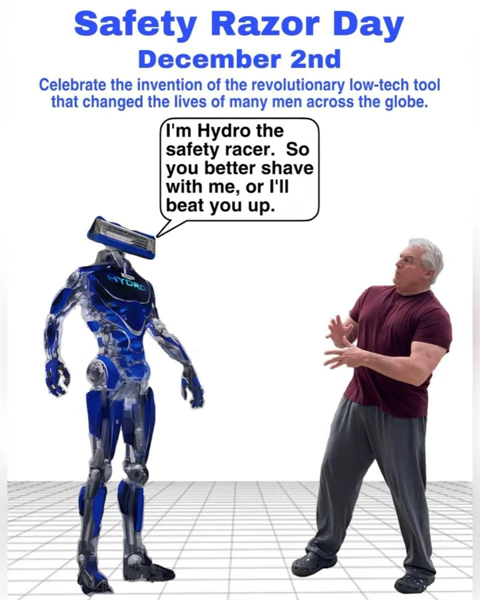 Safety Razor Day
December 2nd
Celebrate the invention of the revolutionary low-tech tool
that changed the lives of many men across the globe.
I'm Hydro the
safety racer.  So
you better shave
with me, or I'll
beat you up.
HYDRO